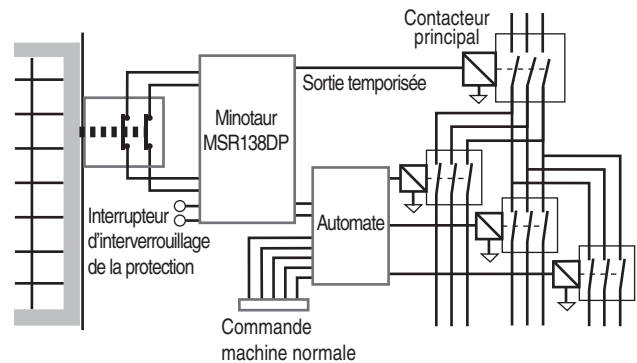 Contacteur
principal
Sortie temporisée
Minotaur
MSR138DP
Automate
Interrupteur
d'interverrouillage
de la protection
Commande
machine normale